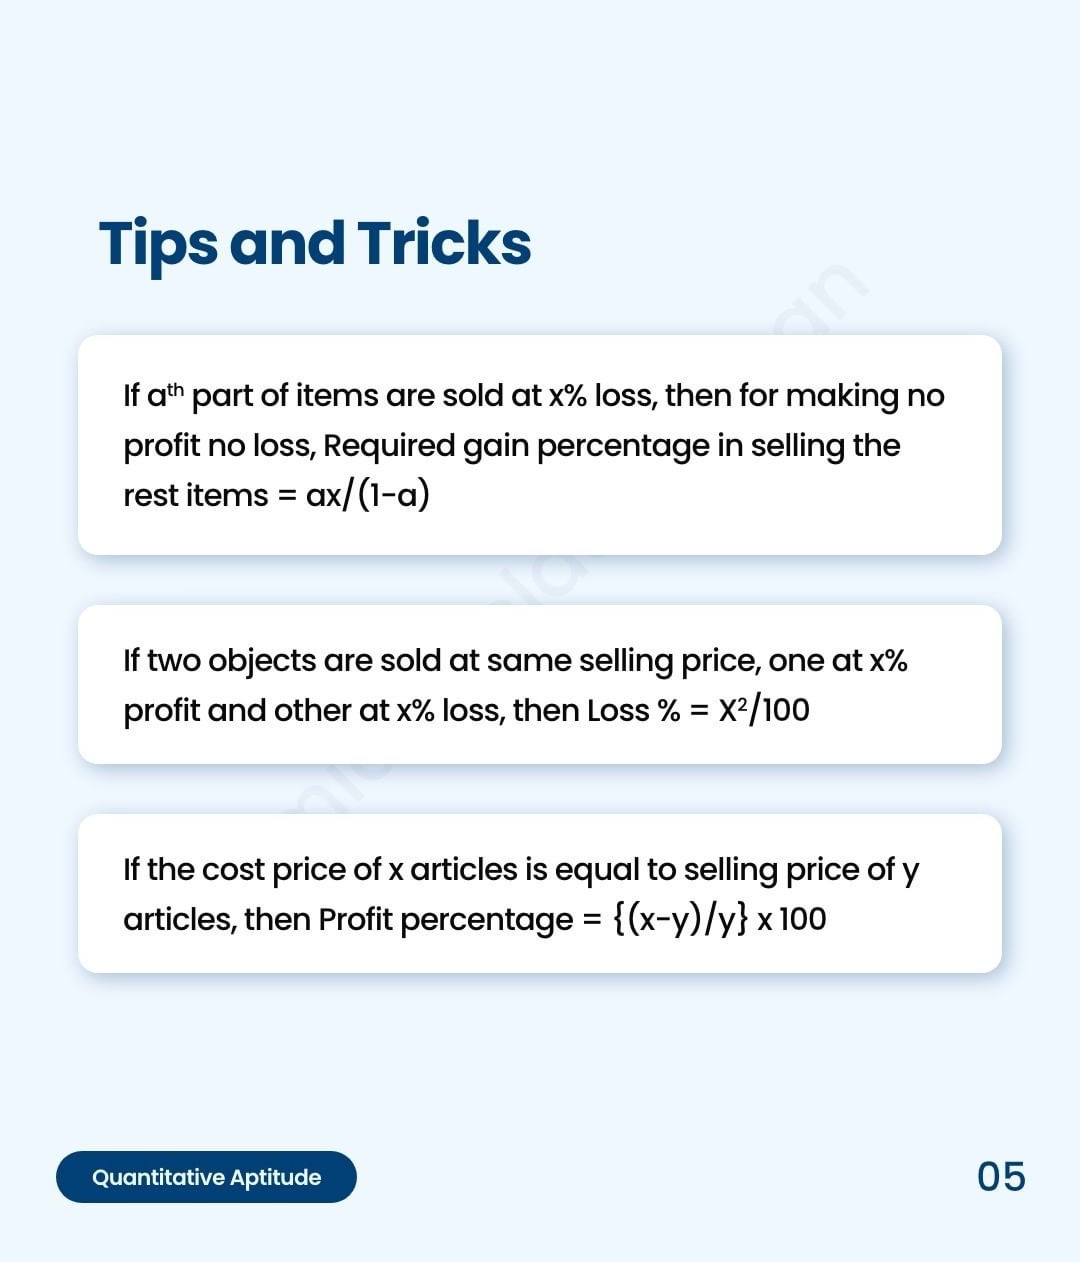 Tips and Tricks
If aᵗʰ part of items are sold at x% loss, then for making no
profit no loss, Required gain percentage in selling the
rest items = ax/(1-a)
If two objects are sold at same selling price, one at x%
profit and other at x% loss, then Loss % = X²/100
If the cost price of x articles is equal to selling price of y
articles, then Profit percentage = {(x-y)/y} x 100
Quantitative Aptitude
05